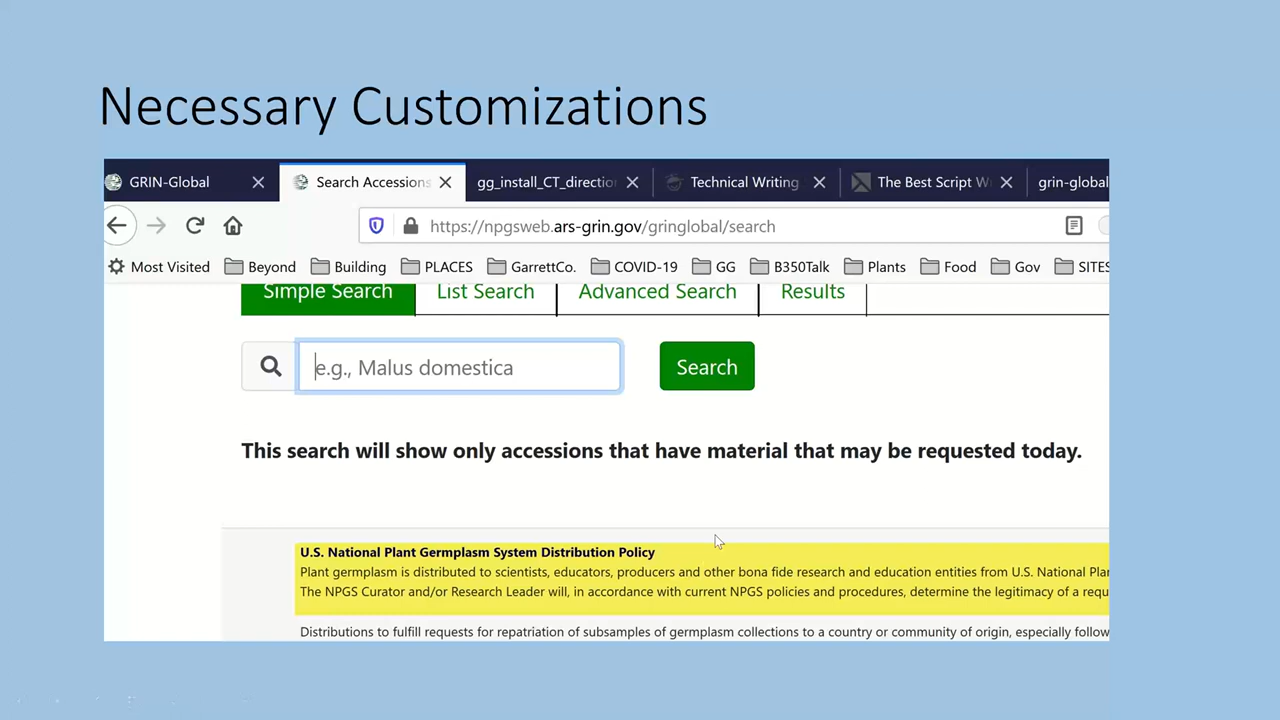 Necessary Customizations
GRIN-Global
Search Accessions
gg_install_CT_directio
Technical Writing
The Best Script W
grin-global
https://npgsweb.ars-grin.gov/gringlobal/search
Most Visited Beyond Building PLACES GarrettCo. COVID-19 GG B350Talk Plants Food Gov SITES
Simple Search List Search Advanced Search Results
e.g., Malus domestica Search
This search will show only accessions that have material that may be requested today.
U.S. National Plant Germplasm System Distribution Policy
Plant germplasm is distributed to scientists, educators, producers and other bona fide research and education entities from U.S. National Plan
The NPGS Curator and/or Research Leader will, in accordance with current NPGS policies and procedures, determine the legitimacy of a requ
Distributions to fulfill requests for repatriation of subsamples of germplasm collections to a country or community of origin, especially follow